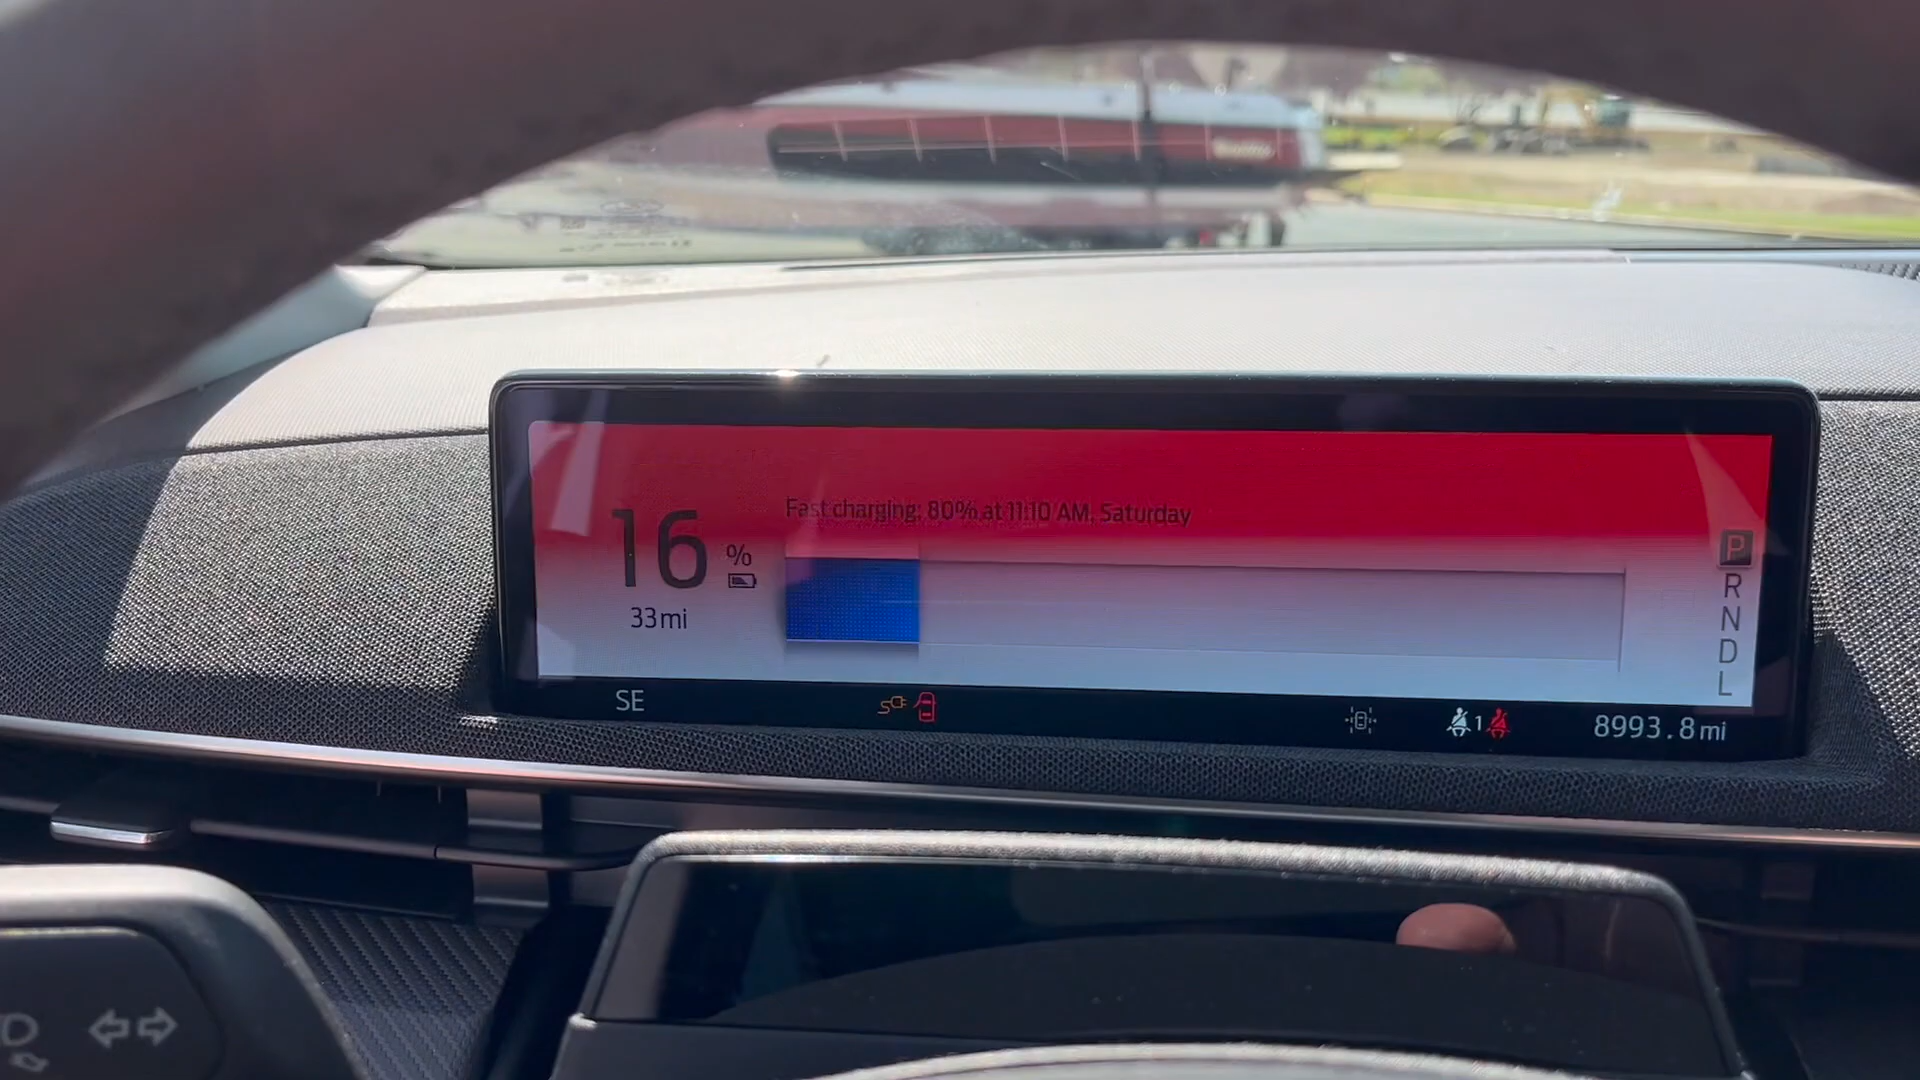 Fast charging: 80% at 11:10 AM, Saturday
16 %
33mi
P
R
N
D
L
SE
1
8993.8mi